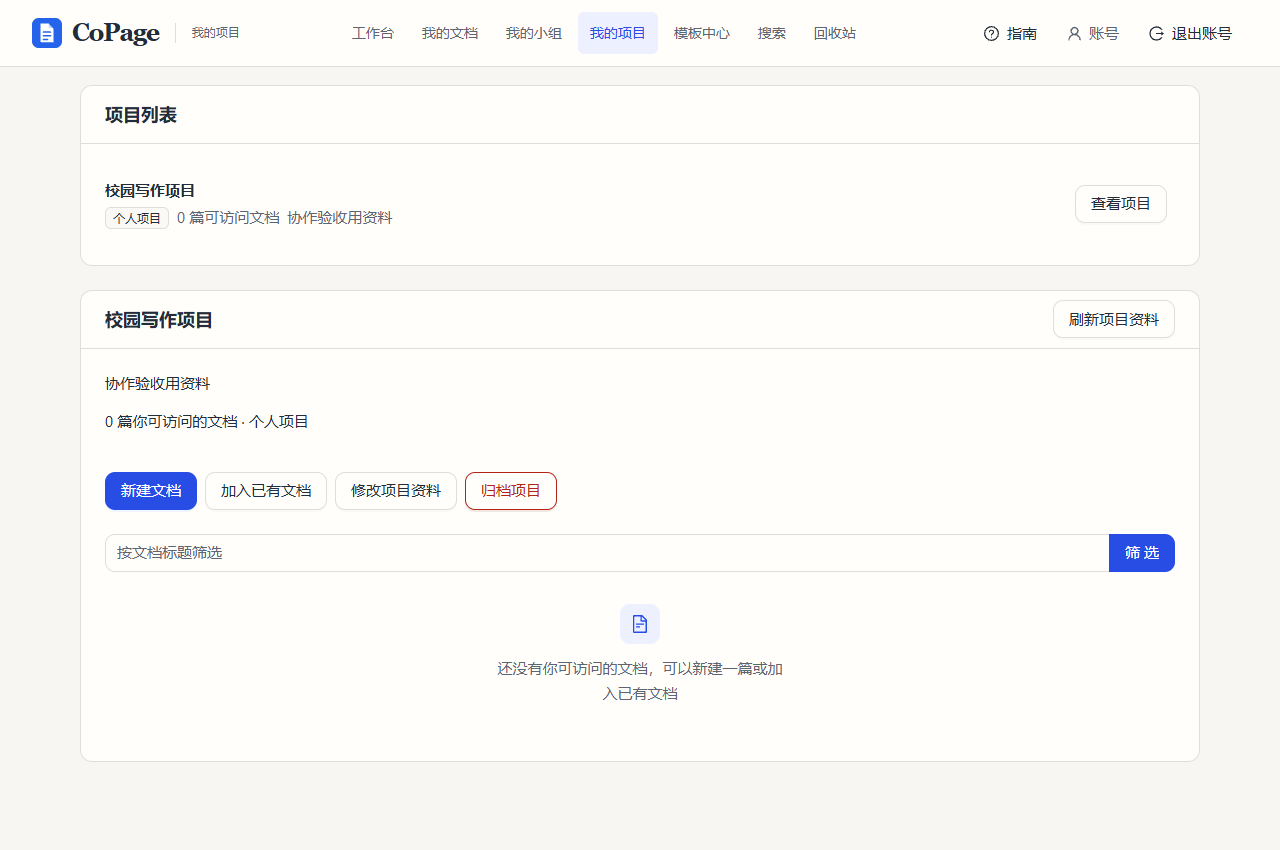 CoPage 我的项目 工作台 我的文档 我的小组 我的项目 模板中心 搜索 回收站 指南 账号 退出账号
项目列表
校园写作项目
个人项目 0 篇可访问文档 协作验收用资料
查看项目
校园写作项目
刷新项目资料
协作验收用资料
0 篇你可访问的文档 · 个人项目
新建文档 加入已有文档 修改项目资料 归档项目
按文档标题筛选
筛 选
还没有你可访问的文档，可以新建一篇或加
入已有文档